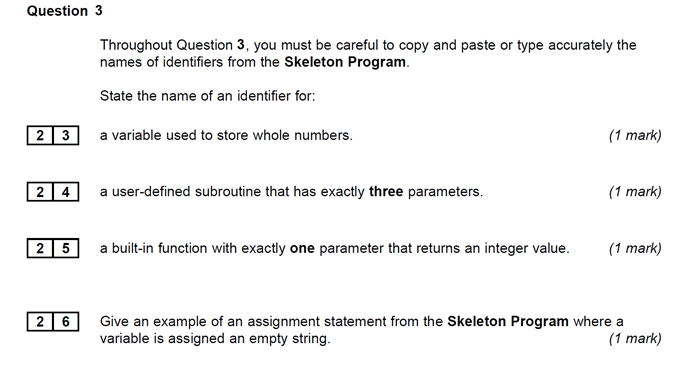 Question 3
Throughout Question 3, you must be careful to copy and paste or type accurately the
names of identifiers from the Skeleton Program.
State the name of an identifier for:
2 3 a variable used to store whole numbers. (1 mark)
2 4 a user-defined subroutine that has exactly three parameters. (1 mark)
2 5 a built-in function with exactly one parameter that returns an integer value. (1 mark)
2 6 Give an example of an assignment statement from the Skeleton Program where a
variable is assigned an empty string. (1 mark)